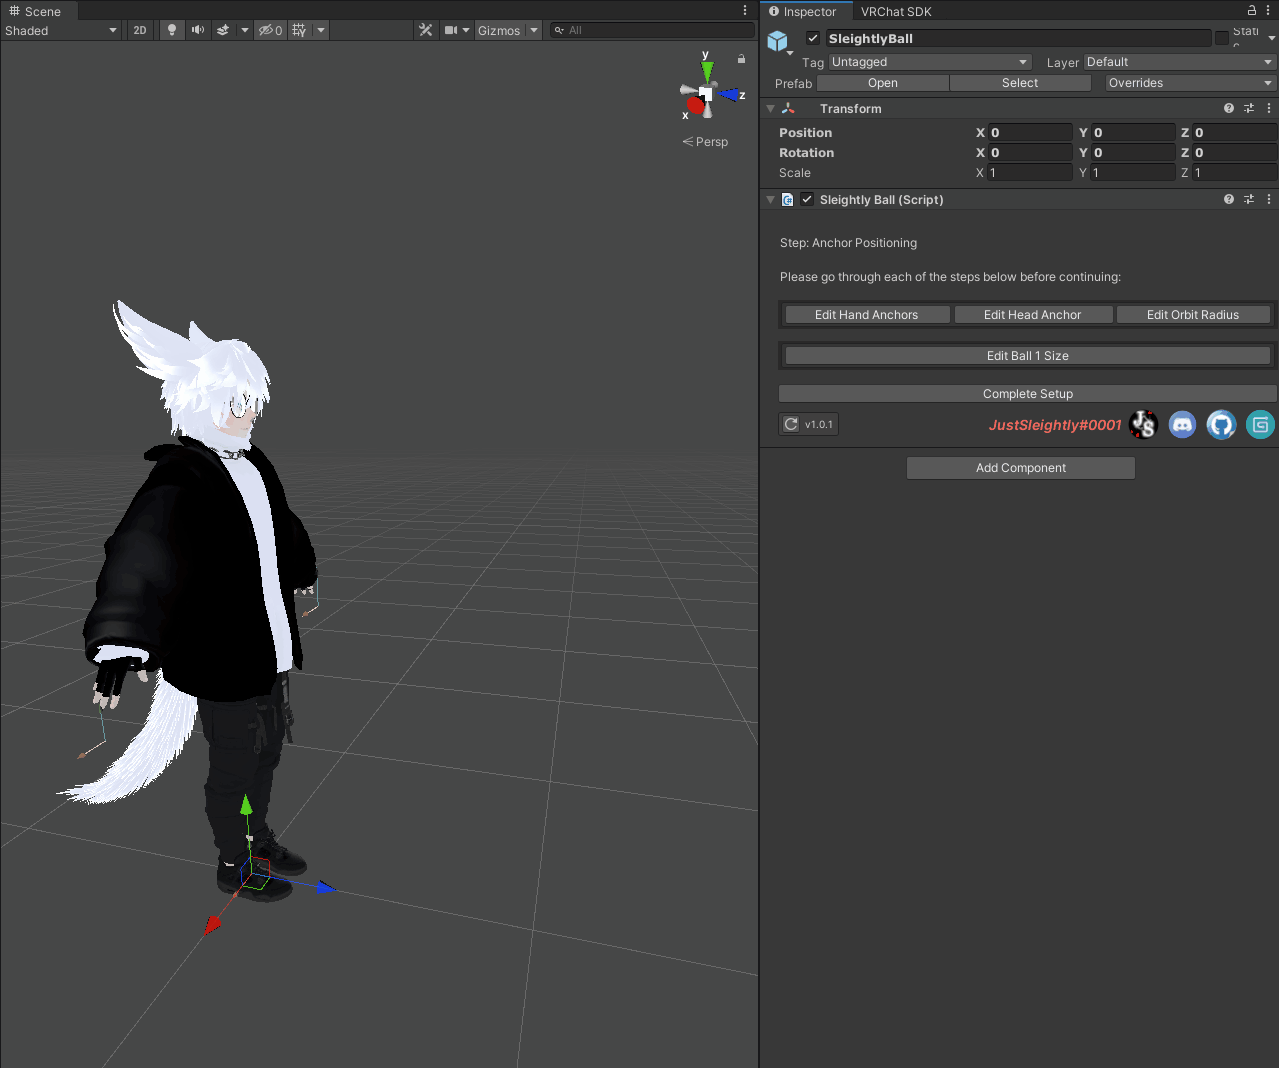 Scene
Inspector
VRChat SDK
Shaded
2D
0
Gizmos
All
SleightlyBall
Static
Tag
Untagged
Layer
Default
Prefab
Open
Select
Overrides
Transform
Position
X 0
Y 0
Z 0
Rotation
X 0
Y 0
Z 0
Scale
X 1
Y 1
Z 1
Sleightly Ball (Script)
Step: Anchor Positioning
Please go through each of the steps below before continuing:
Edit Hand Anchors
Edit Head Anchor
Edit Orbit Radius
Edit Ball 1 Size
Complete Setup
v1.0.1
JustSleightly#0001
JS
Add Component
y
z
x
Persp